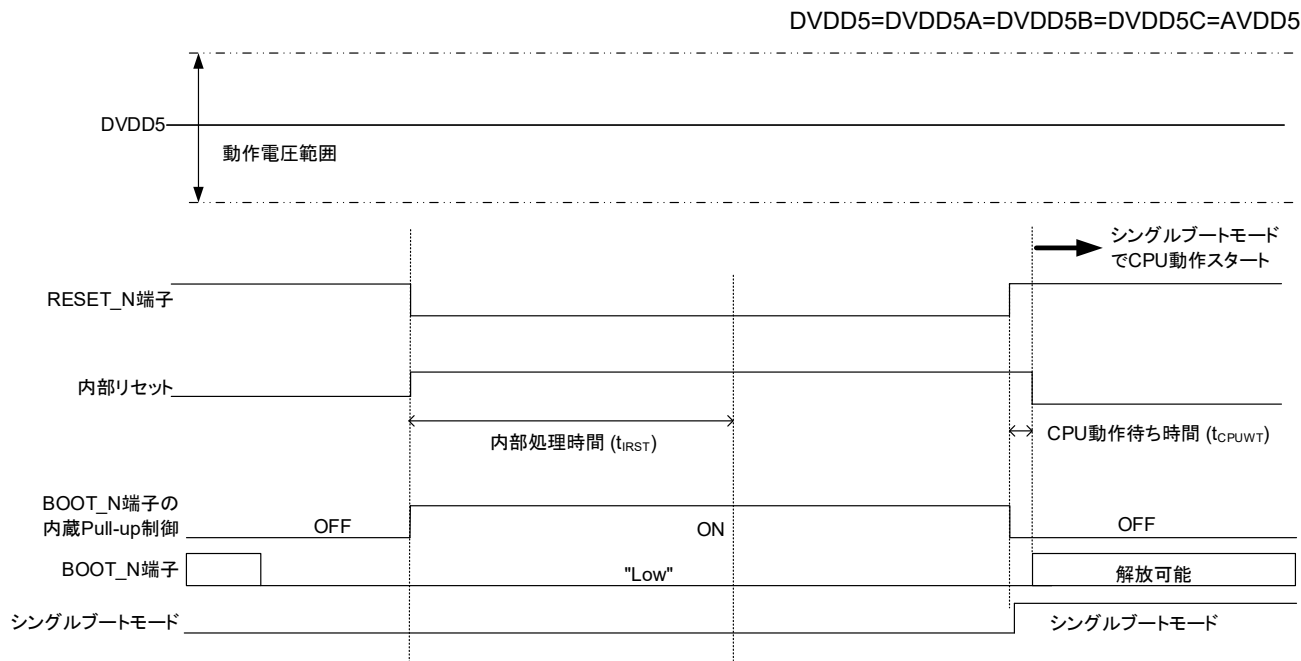 DVDD5=DVDD5A=DVDD5B=DVDD5C=AVDD5
DVDD5
動作電圧範囲
シングルブートモード
でCPU動作スタート
RESET_N端子
内部リセット
内部処理時間 (tIRST)
CPU動作待ち時間 (tCPUWT)
BOOT_N端子の
内蔵Pull-up制御
OFF
ON
OFF
BOOT_N端子
"Low"
解放可能
シングルブートモード
シングルブートモード